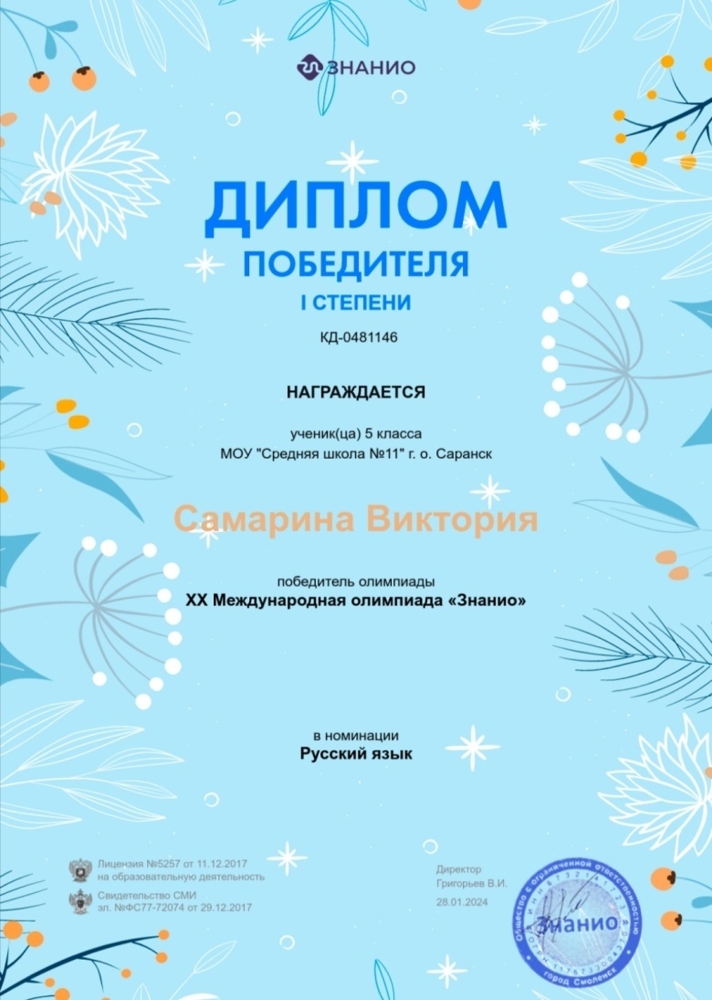 ЗНАНИО
ДИПЛОМ
ПОБЕДИТЕЛЯ
I СТЕПЕНИ
КД-0481146
НАГРАЖДАЕТСЯ
ученик(ца) 5 класса
МОУ "Средняя школа №11" г. о. Саранск
Самарина Виктория
победитель олимпиады
XX Международная олимпиада «Знанио»
в номинации
Русский язык
Лицензия №5257 от 11.12.2017
на образовательную деятельность
Свидетельство СМИ
эл. №ФС77-72074 от 29.12.2017
Директор
Григорьев В.И.
28.01.2024
Общество с ограниченной ответственностью
«Знанио»
город Смоленск